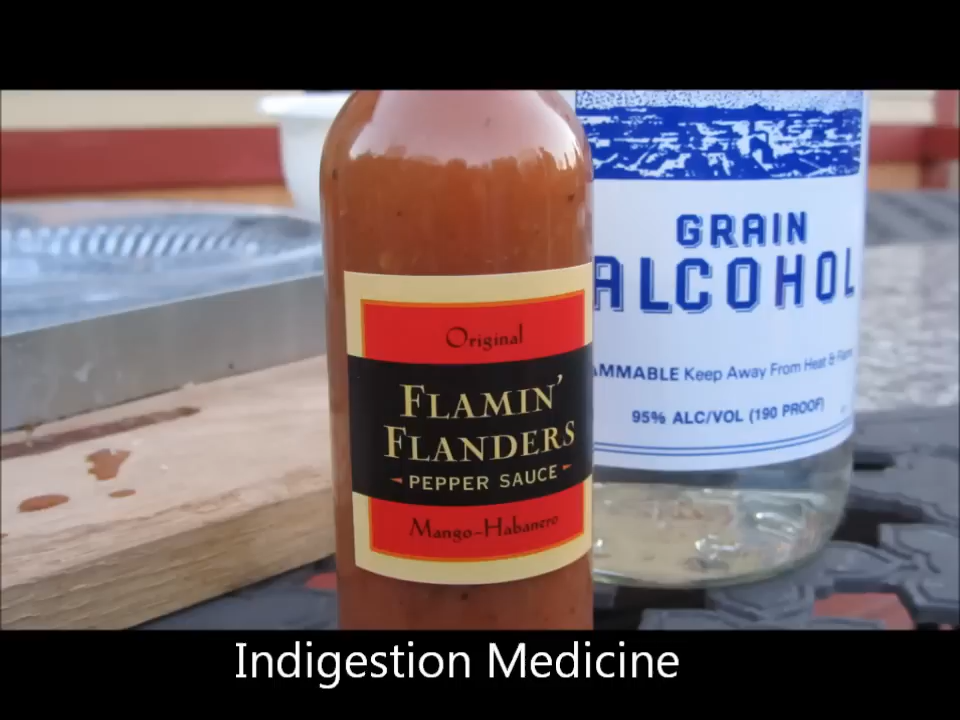 GRAIN
ALCOHOL
AMMABLE Keep Away From Heat &
95% ALC/VOL (190 PROOF)
Original
FLAMIN'
FLANDERS
PEPPER SAUCE
Mango-Habanero
Indigestion Medicine